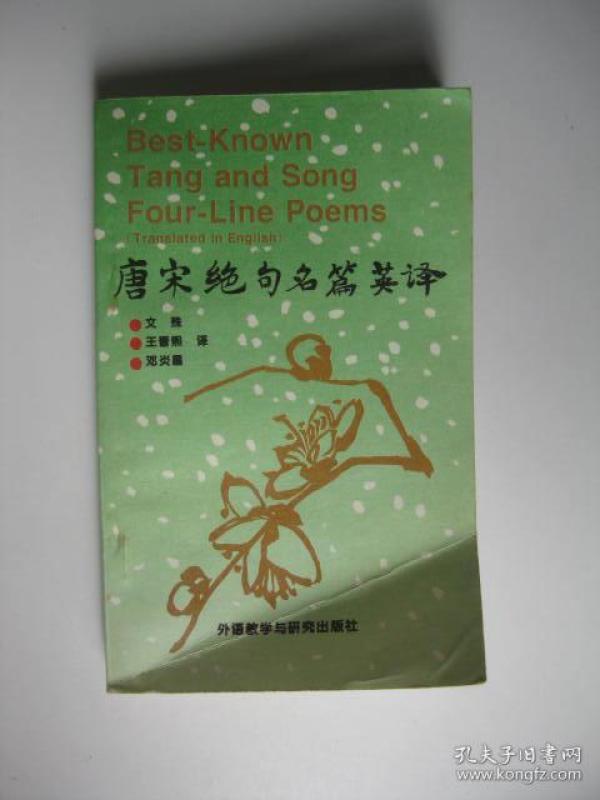 Best-Known
Tang and Song
Four-Line Poems
(Translated in English)
唐宋绝句名篇英译
文殊
王晋熙 译
邓炎昌
外语教学与研究出版社
孔夫子旧书网
www.kongfz.com